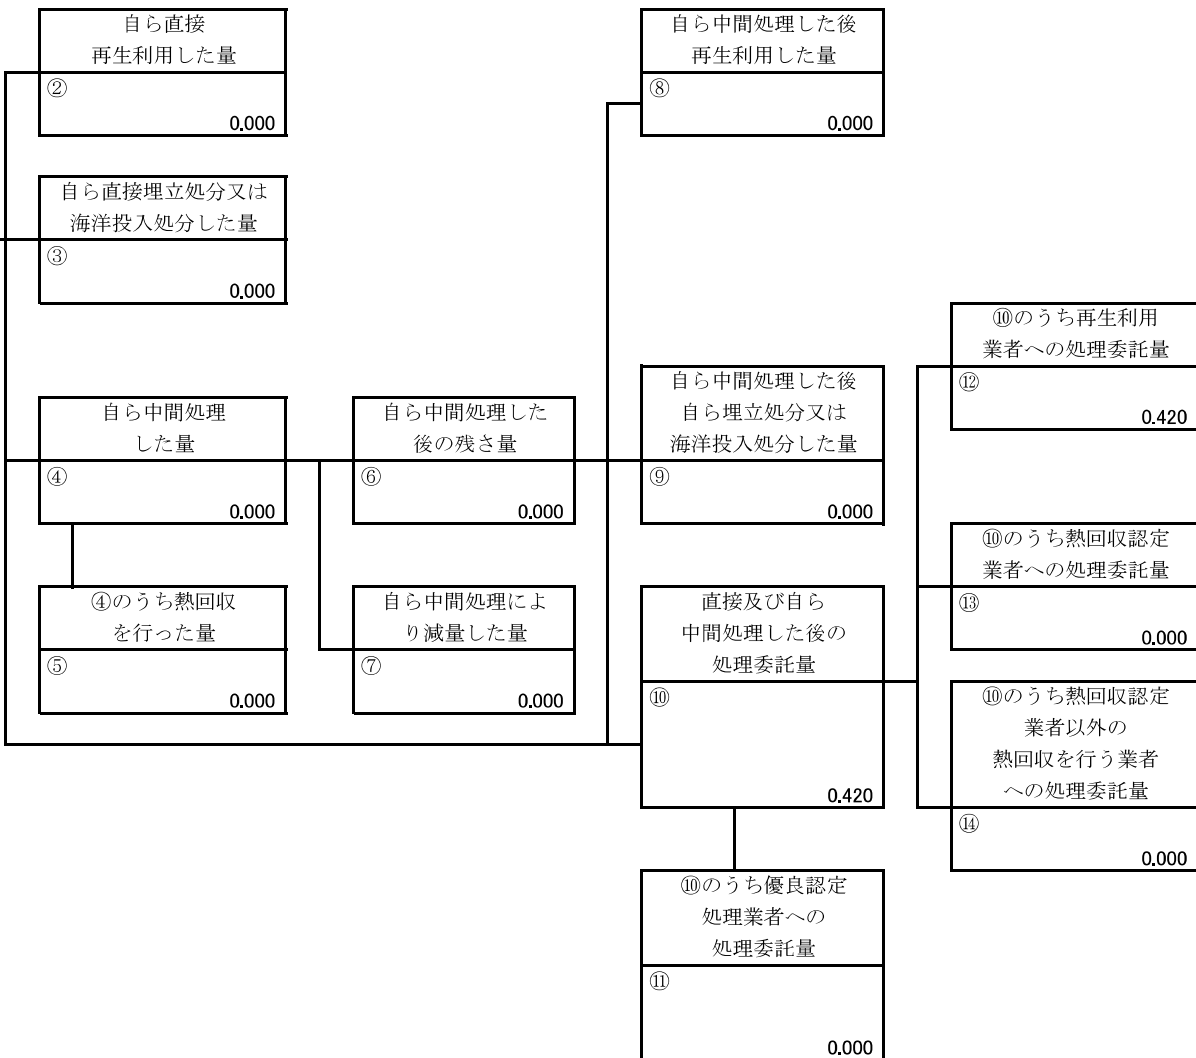 自ら直接
再生利用した量
②
0.000
自ら中間処理した後
再生利用した量
⑧
0.000
自ら直接埋立処分又は
海洋投入処分した量
③
0.000
⑩のうち再生利用
業者への処理委託量
⑫
0.420
自ら中間処理
した量
④
0.000
自ら中間処理した
後の残さ量
⑥
0.000
自ら中間処理した後
自ら埋立処分又は
海洋投入処分した量
⑨
0.000
⑩のうち熱回収認定
業者への処理委託量
⑬
0.000
④のうち熱回収
を行った量
⑤
0.000
自ら中間処理によ
り減量した量
⑦
0.000
直接及び自ら
中間処理した後の
処理委託量
⑩
0.420
⑩のうち熱回収認定
業者以外の
熱回収を行う業者
への処理委託量
⑭
0.000
⑩のうち優良認定
処理業者への
処理委託量
⑪
0.000